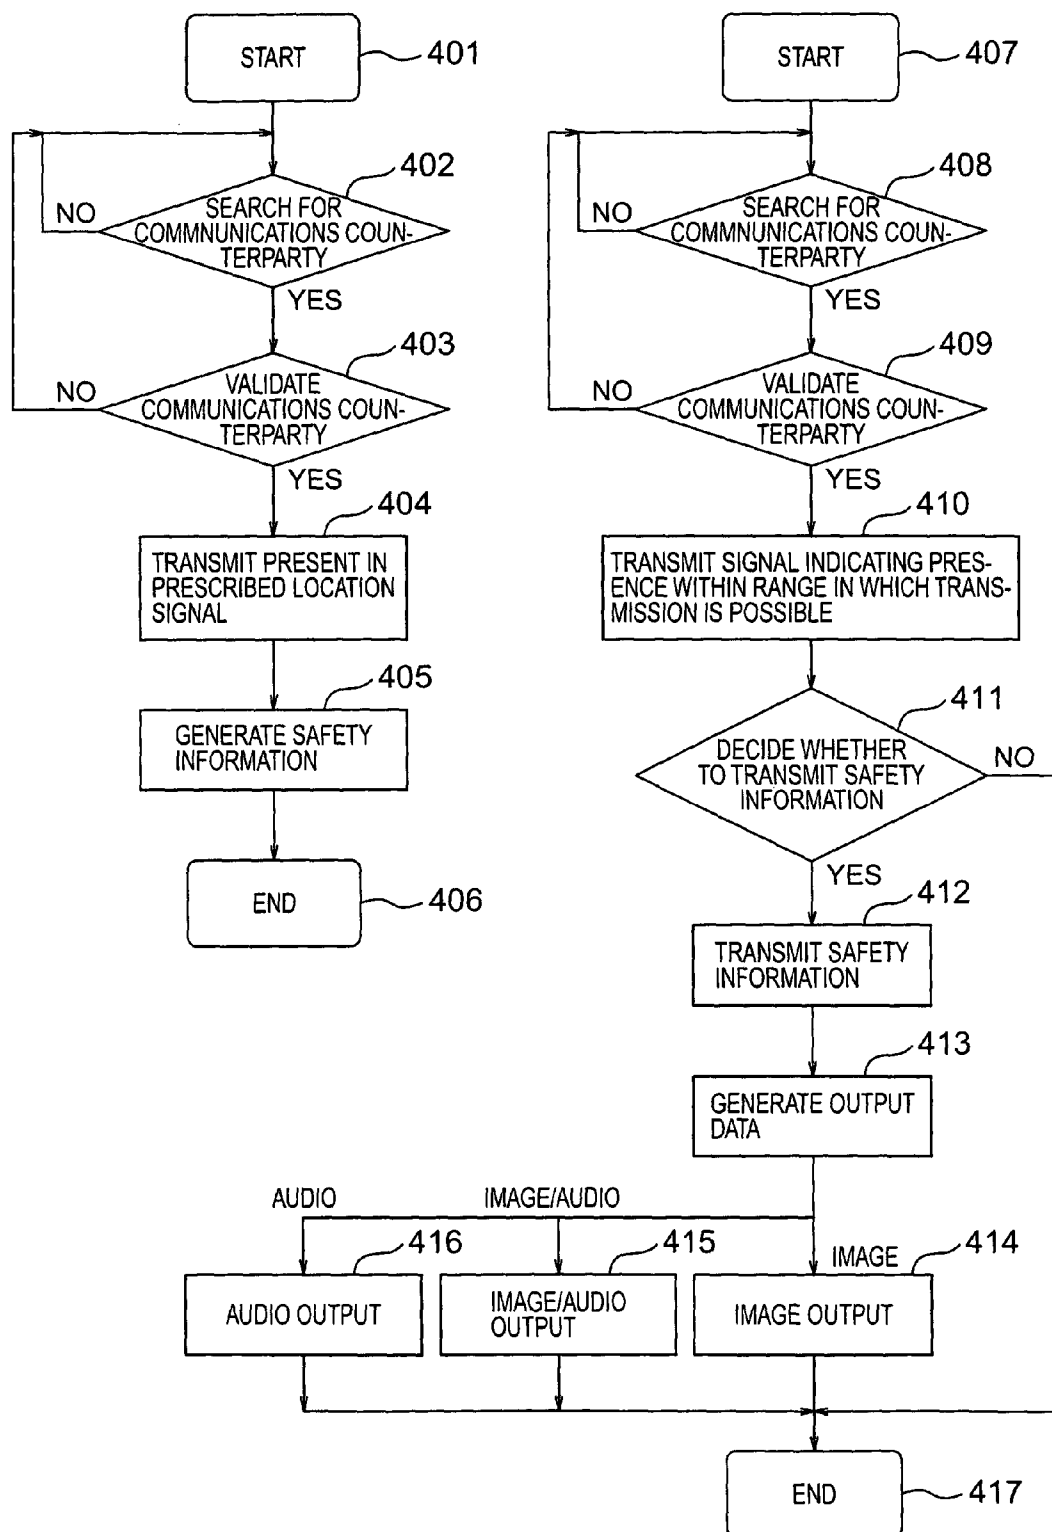 START
401
402
NO
SEARCH FOR
COMMNUNICATIONS COUN-
TERPARTY
YES
403
NO
VALIDATE
COMMUNICATIONS COUN-
TERPARTY
YES
404
TRANSMIT PRESENT IN
PRESCRIBED LOCATION
SIGNAL
405
GENERATE SAFETY
INFORMATION
END
406
START
407
408
NO
SEARCH FOR
COMMNUNICATIONS COUN-
TERPARTY
YES
409
NO
VALIDATE
COMMUNICATIONS COUN-
TERPARTY
YES
410
TRANSMIT SIGNAL INDICATING PRES-
ENCE WITHIN RANGE IN WHICH TRANS-
MISSION IS POSSIBLE
411
DECIDE WHETHER
TO TRANSMIT SAFETY
INFORMATION
NO
YES
412
TRANSMIT SAFETY
INFORMATION
413
GENERATE OUTPUT
DATA
AUDIO
IMAGE/AUDIO
IMAGE
416
AUDIO OUTPUT
415
IMAGE/AUDIO
OUTPUT
414
IMAGE OUTPUT
END
417